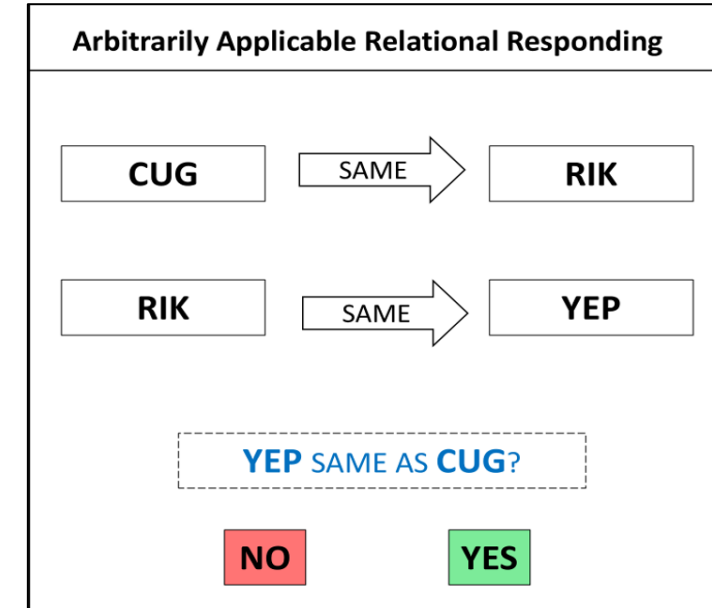 Arbitrarily Applicable Relational Responding
CUG SAME RIK
RIK SAME YEP
YEP SAME AS CUG?
NO YES